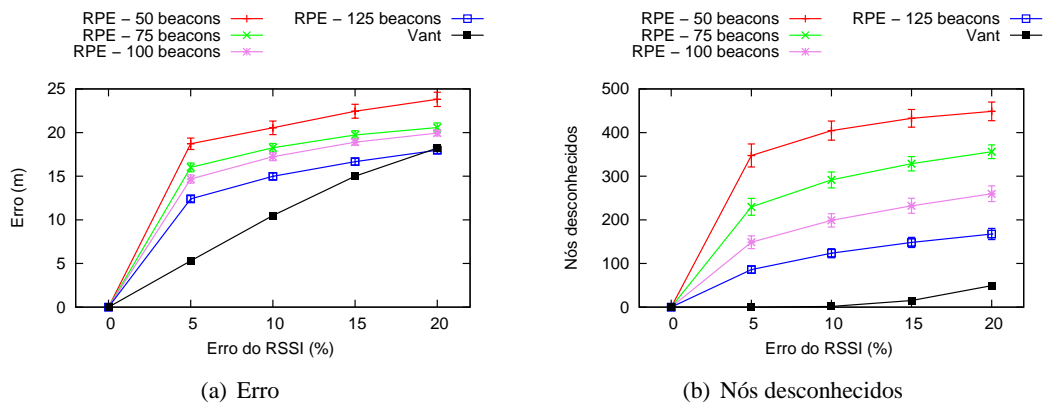 RPE – 50 beacons
RPE – 75 beacons
RPE – 100 beacons
RPE – 125 beacons
Vant
Erro (m)
25
20
15
10
5
0
0 5 10 15 20
Erro do RSSI (%)
(a) Erro
RPE – 50 beacons
RPE – 75 beacons
RPE – 100 beacons
RPE – 125 beacons
Vant
Nós desconhecidos
500
400
300
200
100
0
0 5 10 15 20
Erro do RSSI (%)
(b) Nós desconhecidos